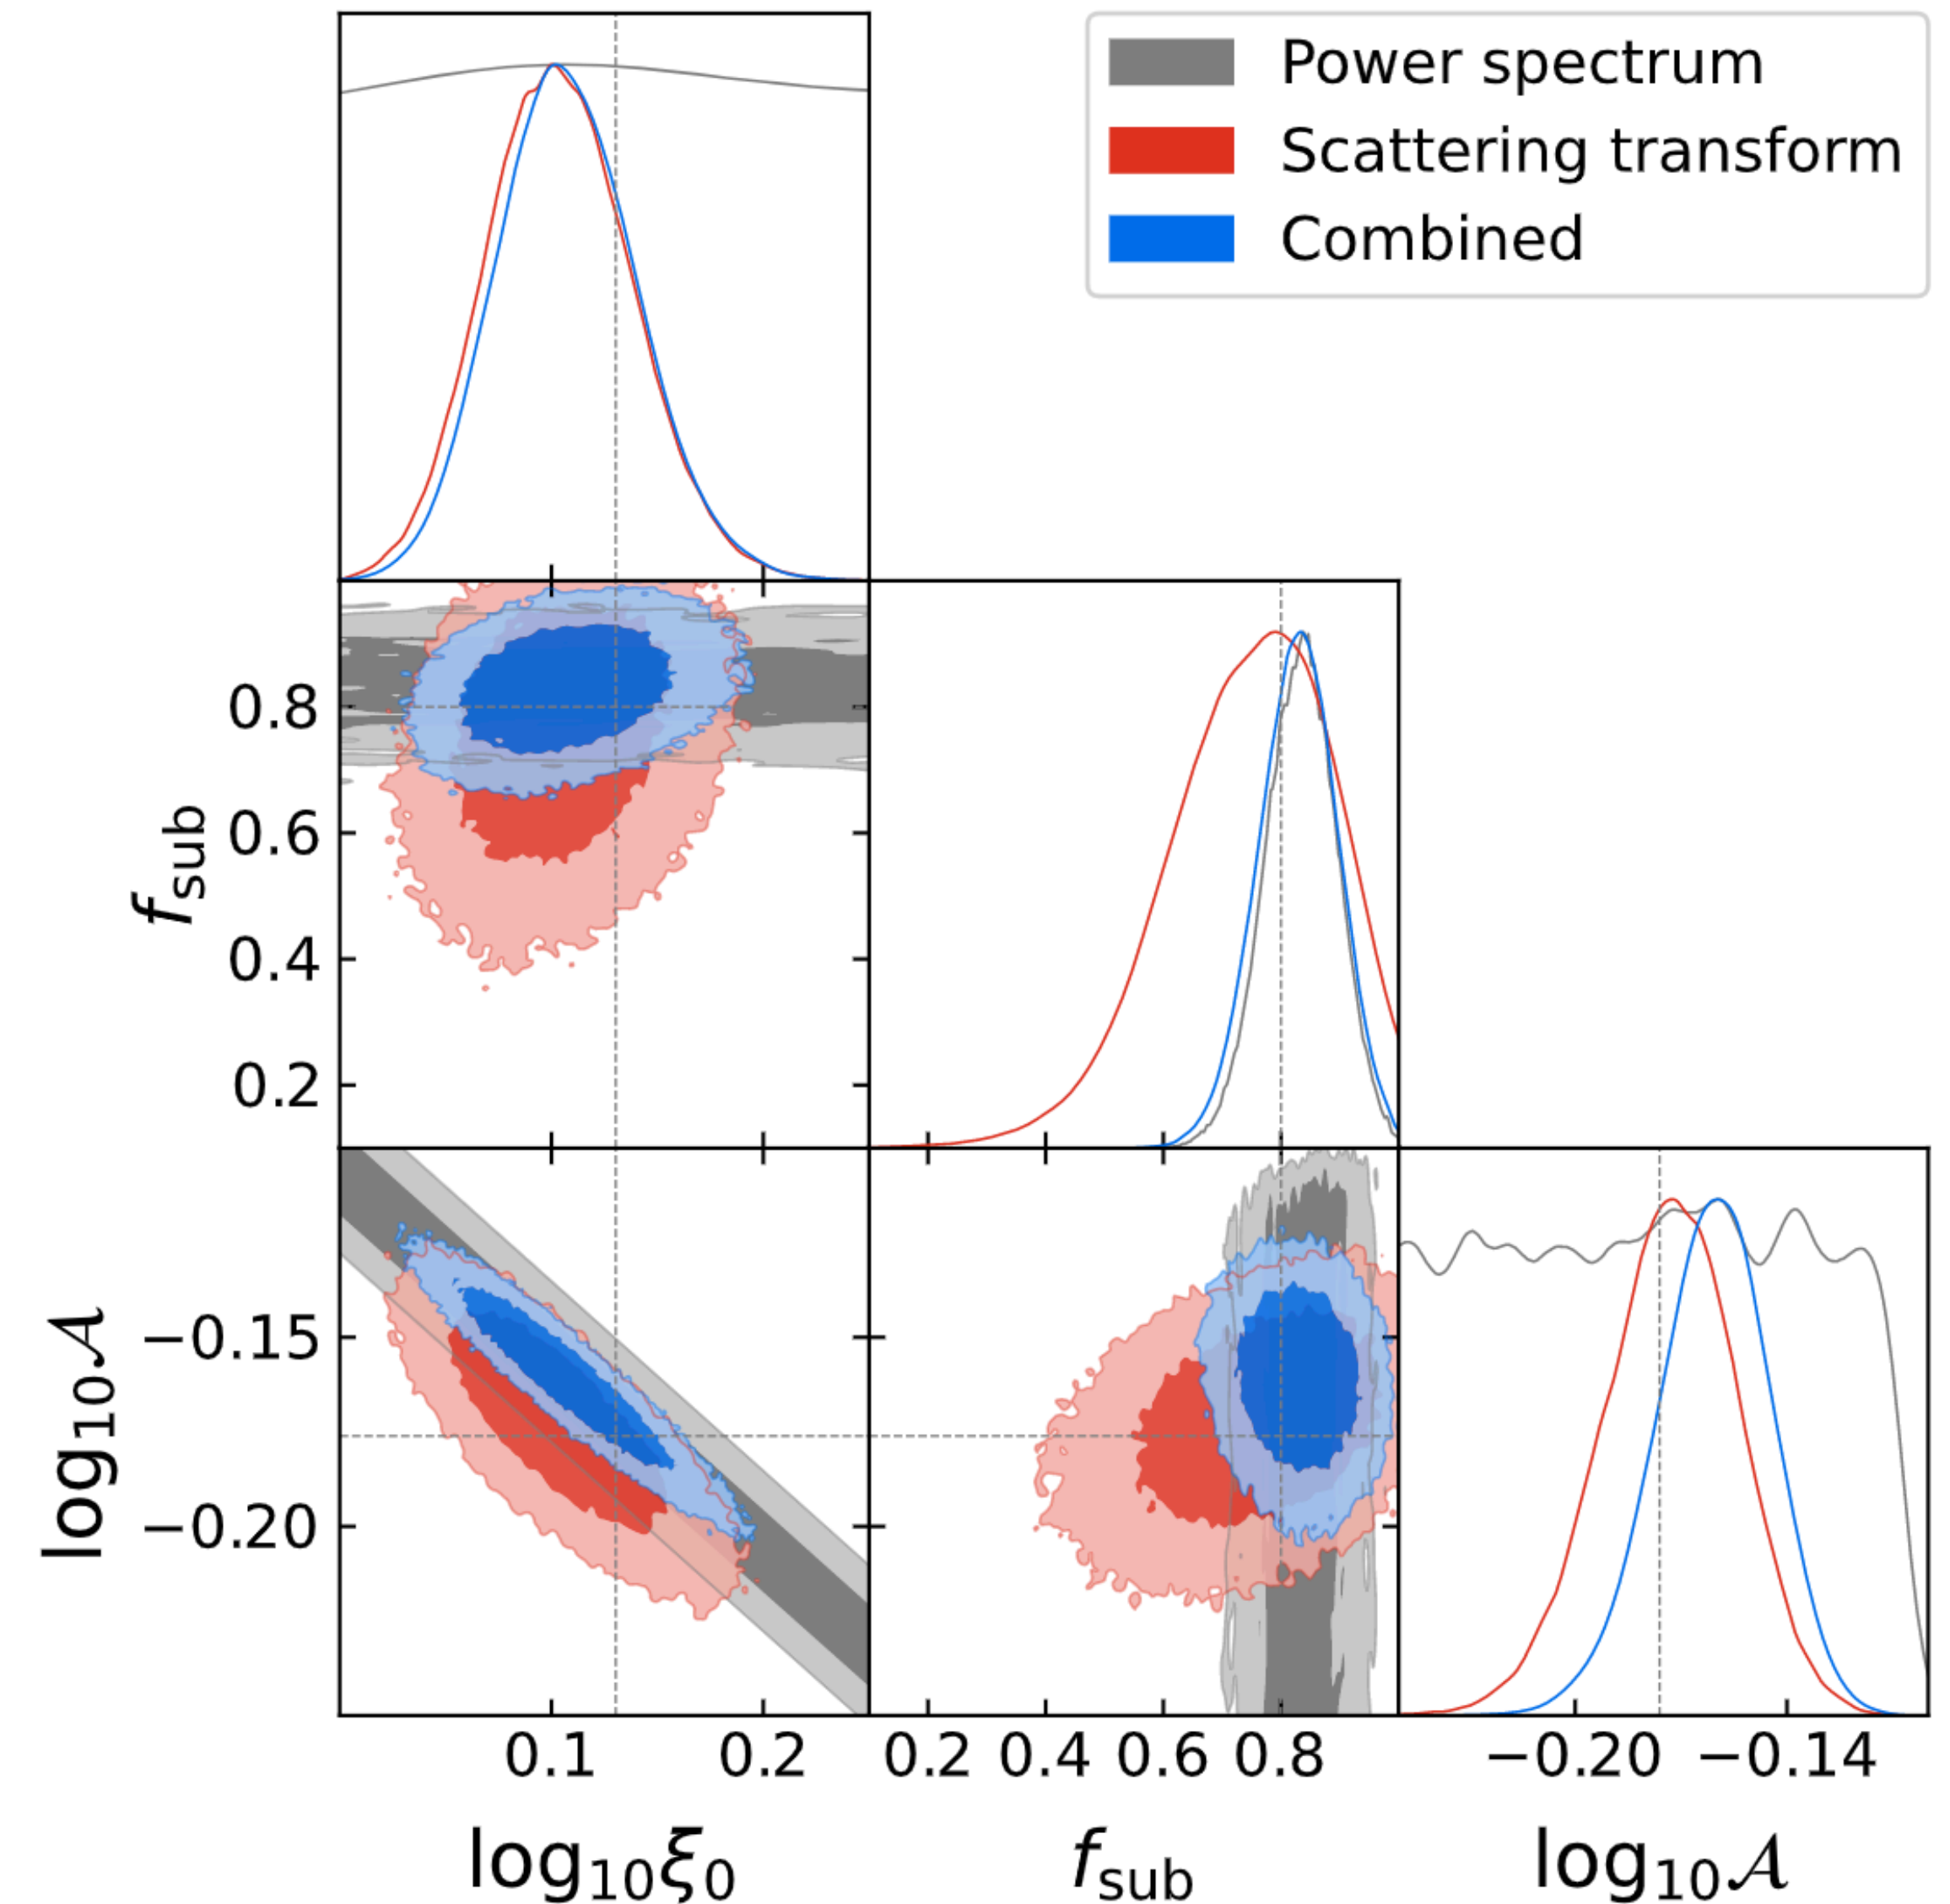 Power spectrum
Scattering transform
Combined
0.8
0.6
0.4
0.2
f_sub
−0.15
−0.20
log₁₀𝒜
0.1 0.2 0.2 0.4 0.6 0.8 −0.20 −0.14
log₁₀ξ₀ f_sub log₁₀𝒜